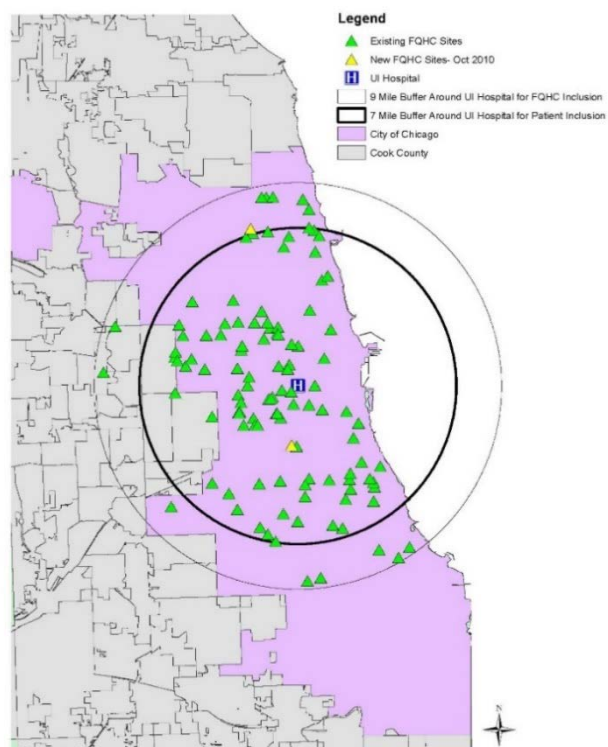 Legend
Existing FQHC Sites
New FQHC Sites- Oct 2010
H UI Hospital
9 Mile Buffer Around UI Hospital for FQHC Inclusion
7 Mile Buffer Around UI Hospital for Patient Inclusion
City of Chicago
Cook County
H
N